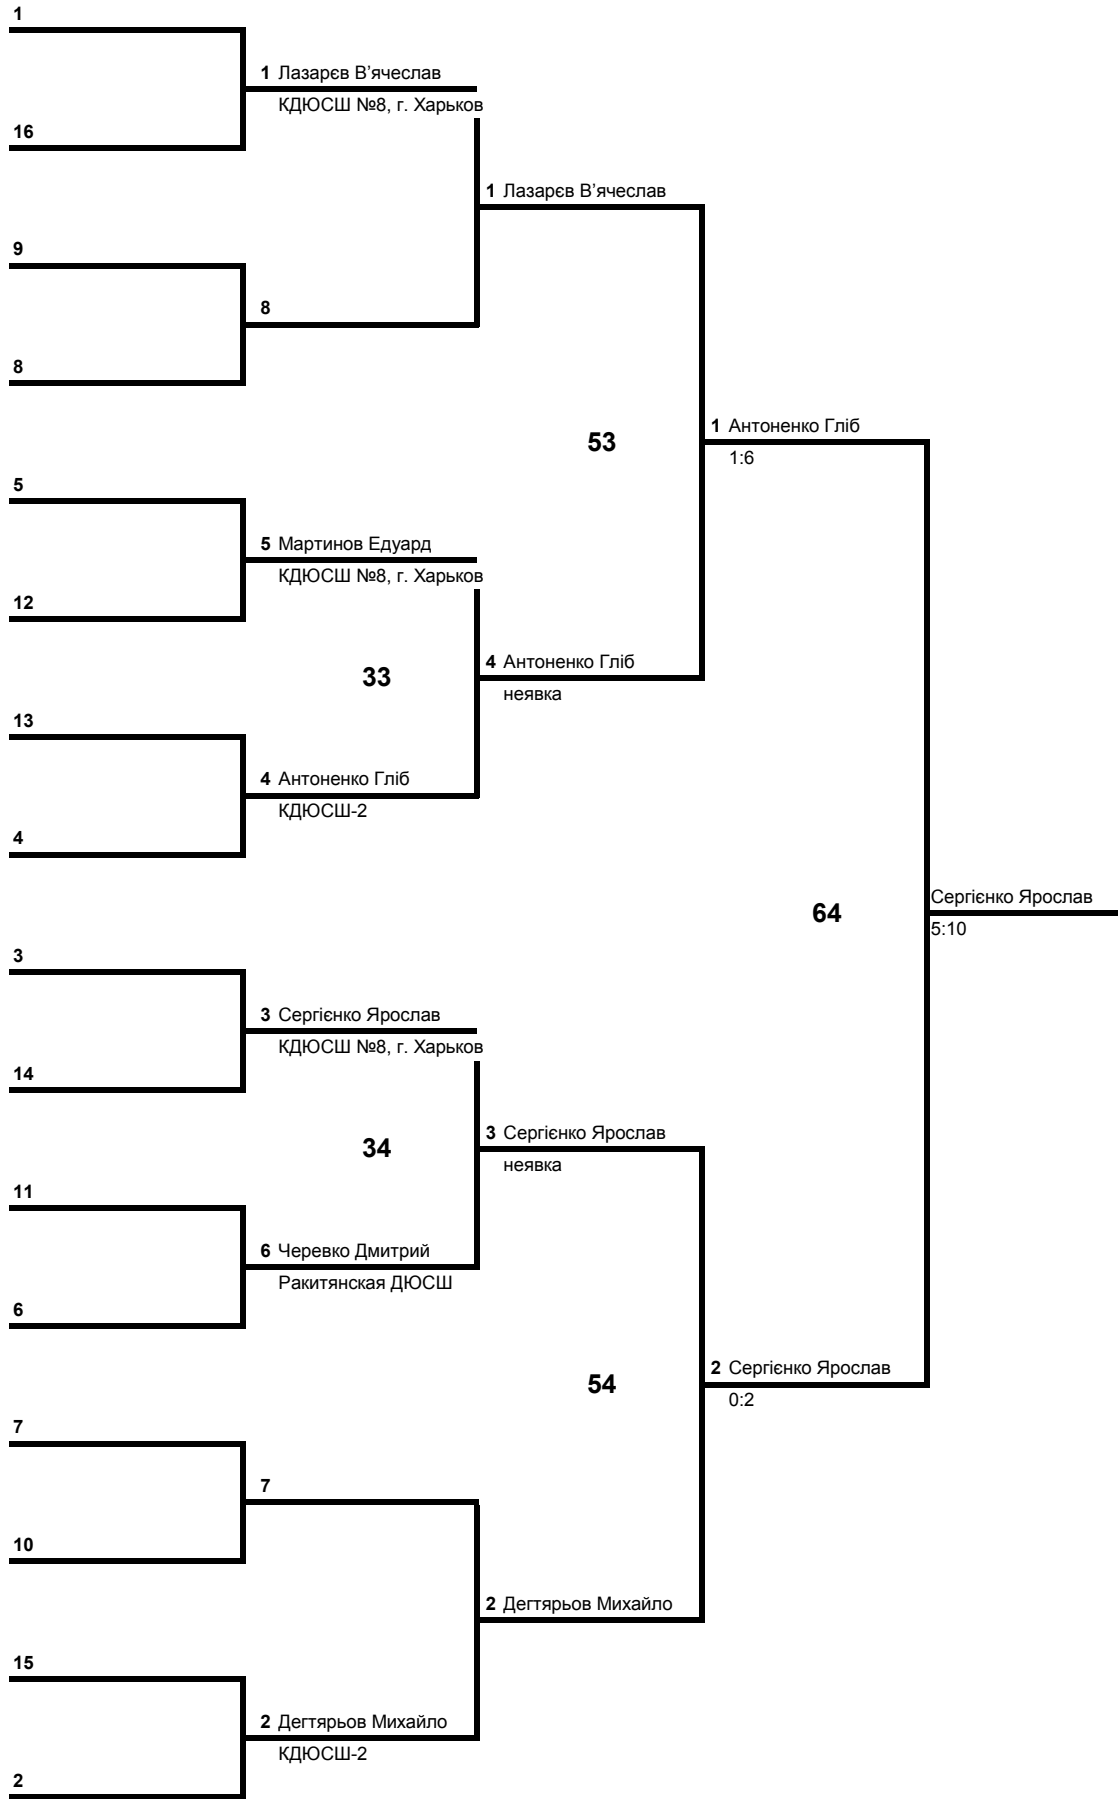 1
1 Лазарєв В'ячеслав
КДЮСШ №8, г. Харьков
16
1 Лазарєв В'ячеслав
9
8
8
1 Антоненко Гліб
53
1:6
5
5 Мартинов Едуард
КДЮСШ №8, г. Харьков
12
4 Антоненко Гліб
33
неявка
13
4 Антоненко Гліб
КДЮСШ-2
4
Сергієнко Ярослав
64
5:10
3
3 Сергієнко Ярослав
КДЮСШ №8, г. Харьков
14
3 Сергієнко Ярослав
34
неявка
11
6 Черевко Дмитрий
Ракитянская ДЮСШ
6
2 Сергієнко Ярослав
54
0:2
7
7
10
2 Дегтярьов Михайло
15
2 Дегтярьов Михайло
КДЮСШ-2
2